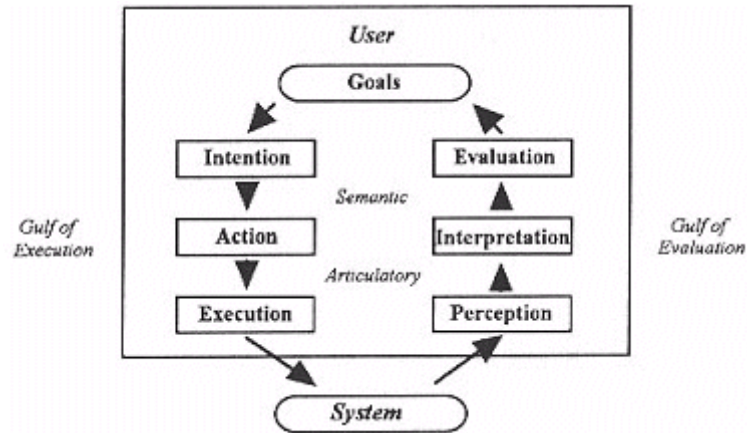 User
Goals
Intention
Evaluation
Semantic
Gulf of
Execution
Action
Interpretation
Gulf of
Evaluation
Articulatory
Execution
Perception
System